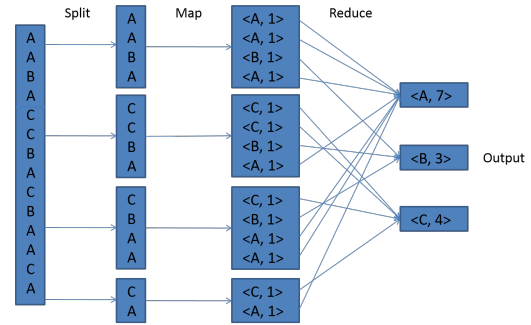 Split Map Reduce
A
A
B
A
C
C
B
A
C
B
A
A
C
A
A
A
B
A
C
C
B
A
C
B
A
A
C
A
<A, 1>
<A, 1>
<B, 1>
<A, 1>
<C, 1>
<C, 1>
<B, 1>
<A, 1>
<C, 1>
<B, 1>
<A, 1>
<A, 1>
<C, 1>
<A, 1>
<A, 7>
<B, 3>
<C, 4>
Output